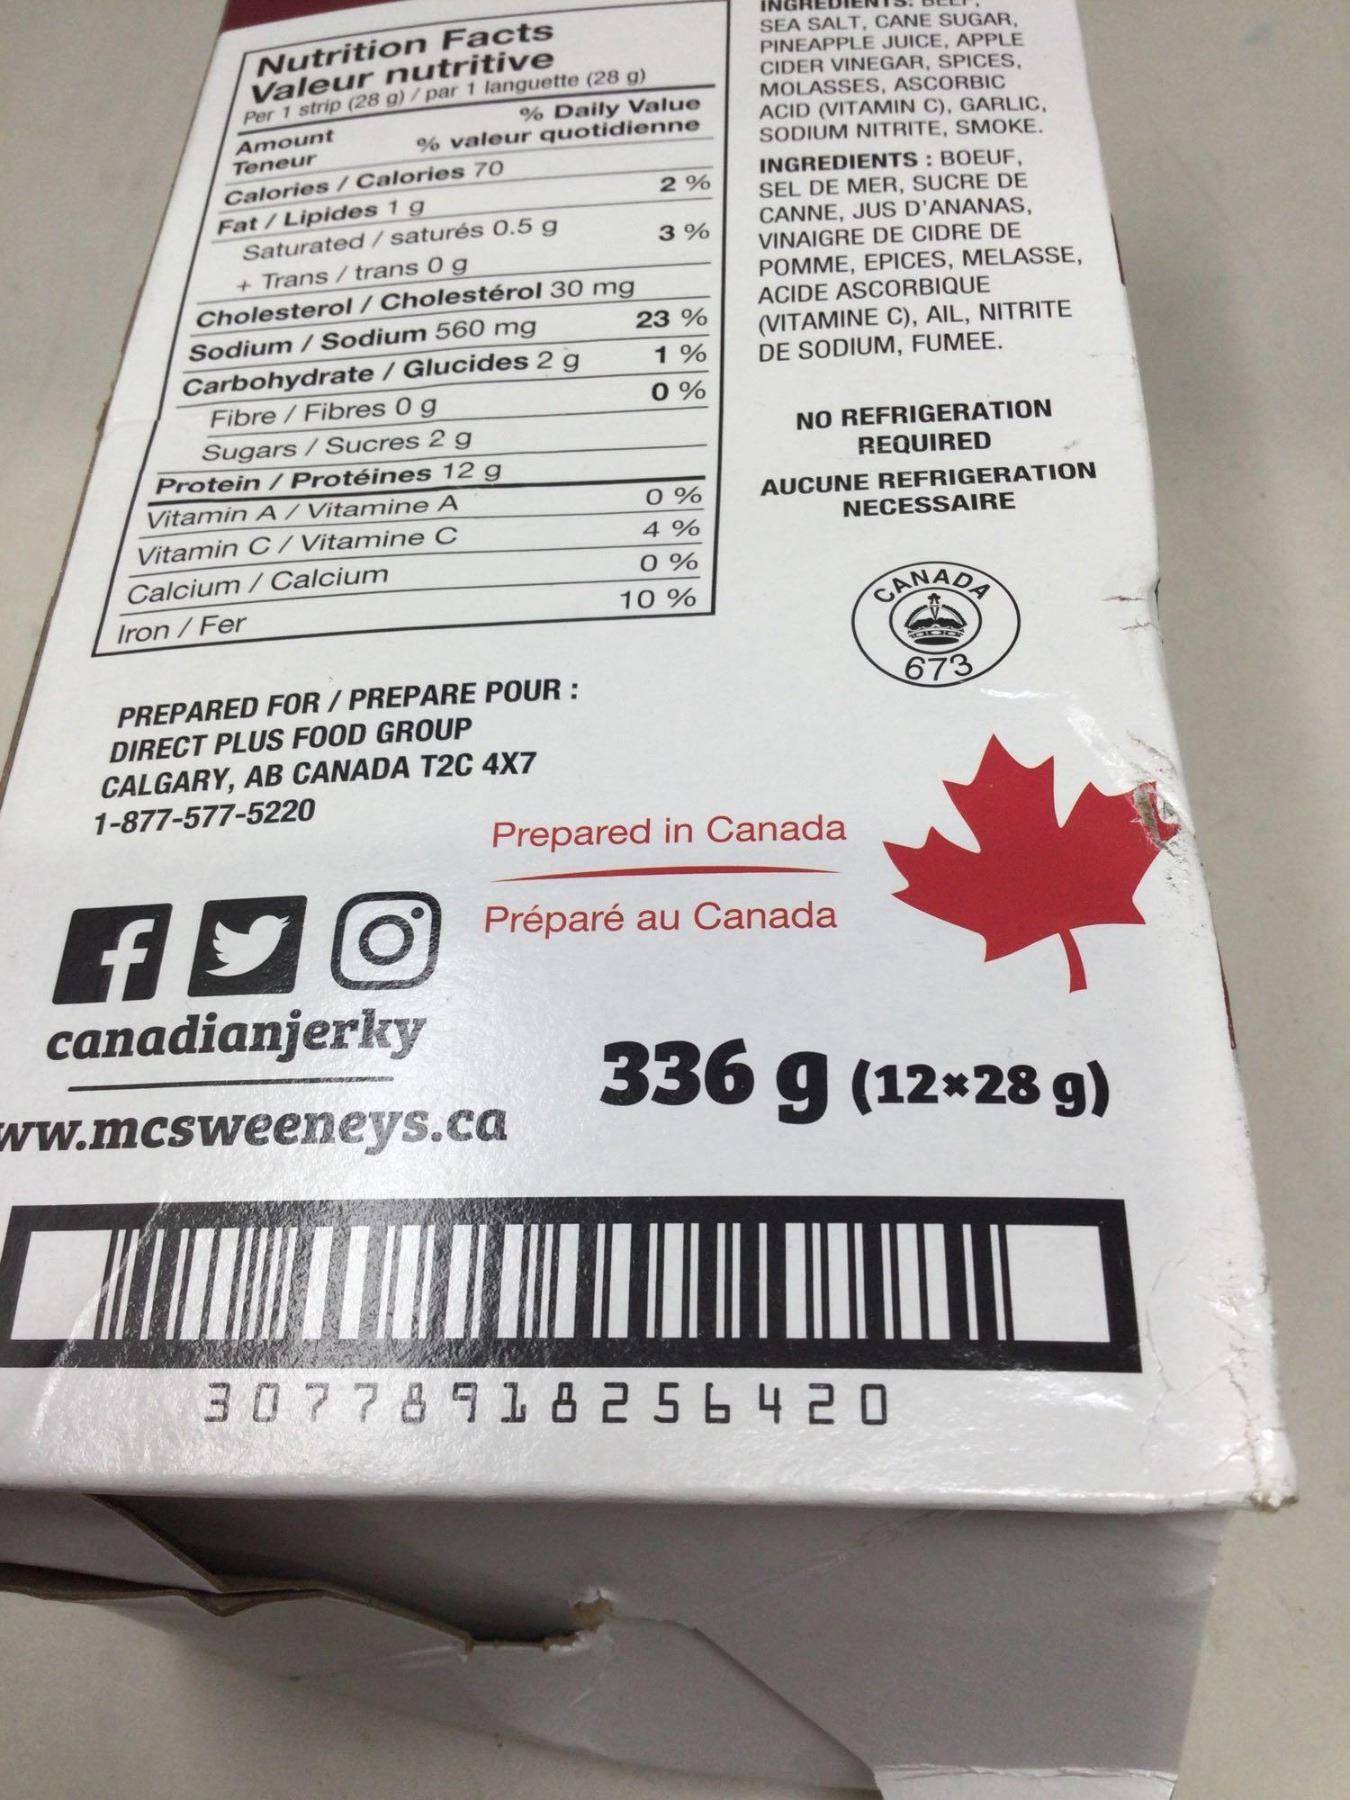 Nutrition Facts
Valeur nutritive
Per 1 strip (28 g) / par 1 languette (28 g)
Amount % Daily Value
Teneur % valeur quotidienne
Calories / Calories 70
Fat / Lipides 1 g 2 %
Saturated / saturés 0.5 g
+ Trans / trans 0 g 3 %
Cholesterol / Cholestérol 30 mg
Sodium / Sodium 560 mg 23 %
Carbohydrate / Glucides 2 g 1 %
Fibre / Fibres 0 g 0 %
Sugars / Sucres 2 g
Protein / Protéines 12 g
Vitamin A / Vitamine A 0 %
Vitamin C / Vitamine C 4 %
Calcium / Calcium 0 %
Iron / Fer 10 %
INGREDIENTS: BEEF,
SEA SALT, CANE SUGAR,
PINEAPPLE JUICE, APPLE
CIDER VINEGAR, SPICES,
MOLASSES, ASCORBIC
ACID (VITAMIN C), GARLIC,
SODIUM NITRITE, SMOKE.
INGREDIENTS : BOEUF,
SEL DE MER, SUCRE DE
CANNE, JUS D'ANANAS,
VINAIGRE DE CIDRE DE
POMME, EPICES, MELASSE,
ACIDE ASCORBIQUE
(VITAMINE C), AIL, NITRITE
DE SODIUM, FUMEE.
NO REFRIGERATION
REQUIRED
AUCUNE REFRIGERATION
NECESSAIRE
CANADA
673
PREPARED FOR / PREPARE POUR :
DIRECT PLUS FOOD GROUP
CALGARY, AB CANADA T2C 4X7
1-877-577-5220
Prepared in Canada
Préparé au Canada
canadianjerky
ww.mcsweeneys.ca
336 g (12×28 g)
30778918256420